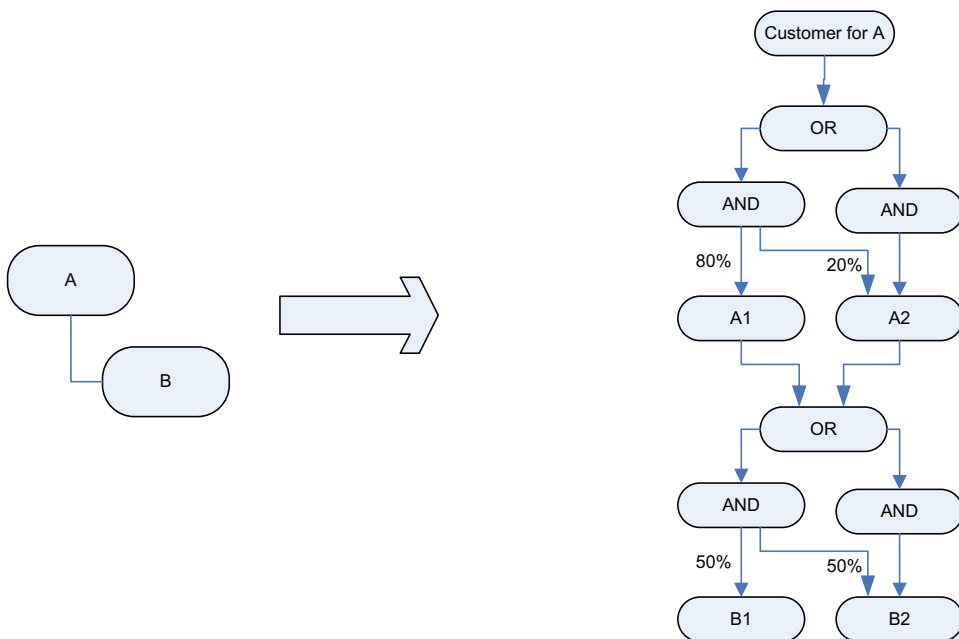 Customer for A
OR
AND
AND
80%
20%
A1
A2
A
B
OR
AND
AND
50%
50%
B1
B2